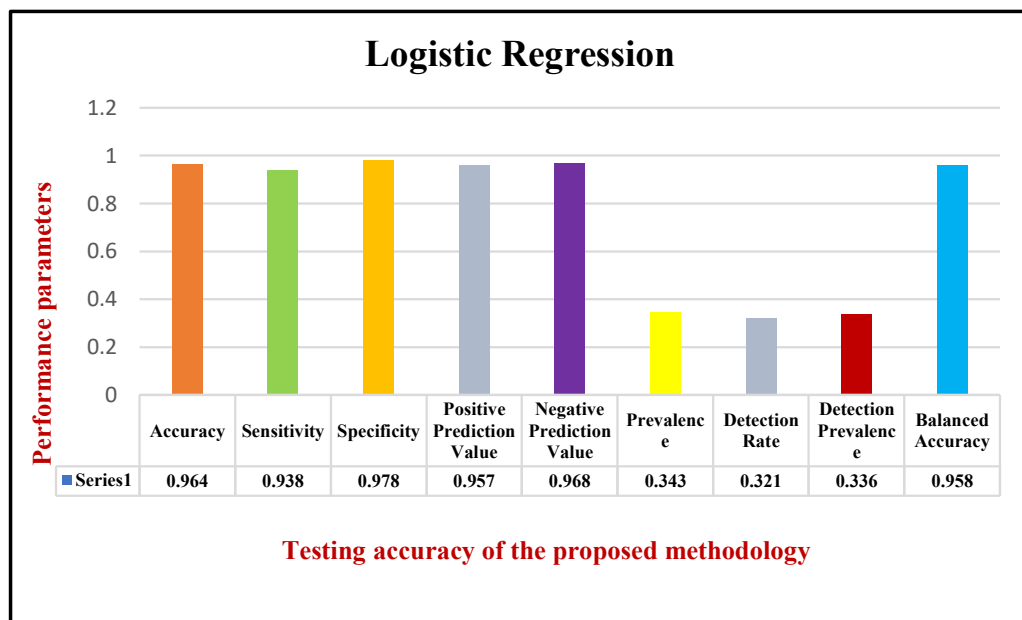 Logistic Regression
Performance parameters
1.2
1
0.8
0.6
0.4
0.2
0
Accuracy Sensitivity Specificity Positive Prediction Value Negative Prediction Value Prevalenc e Detection Rate Detection Prevalenc e Balanced Accuracy
Series1 0.964 0.938 0.978 0.957 0.968 0.343 0.321 0.336 0.958
Testing accuracy of the proposed methodology